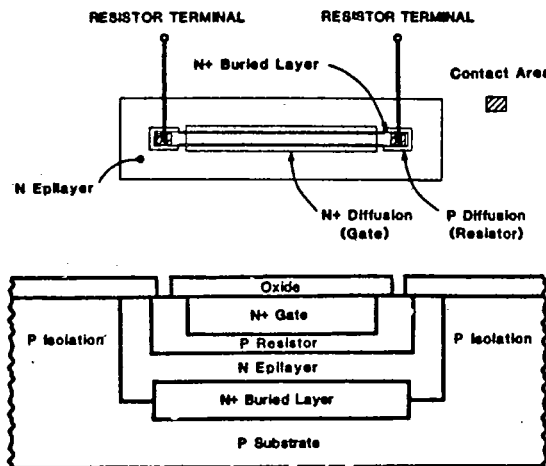 RESISTOR TERMINAL RESISTOR TERMINAL
N+ Buried Layer
Contact Area
N Epilayer
N+ Diffusion
(Gate)
P Diffusion
(Resistor)
Oxide
N+ Gate
P Isolation P Resistor P Isolation
N Epilayer
N+ Buried Layer
P Substrate